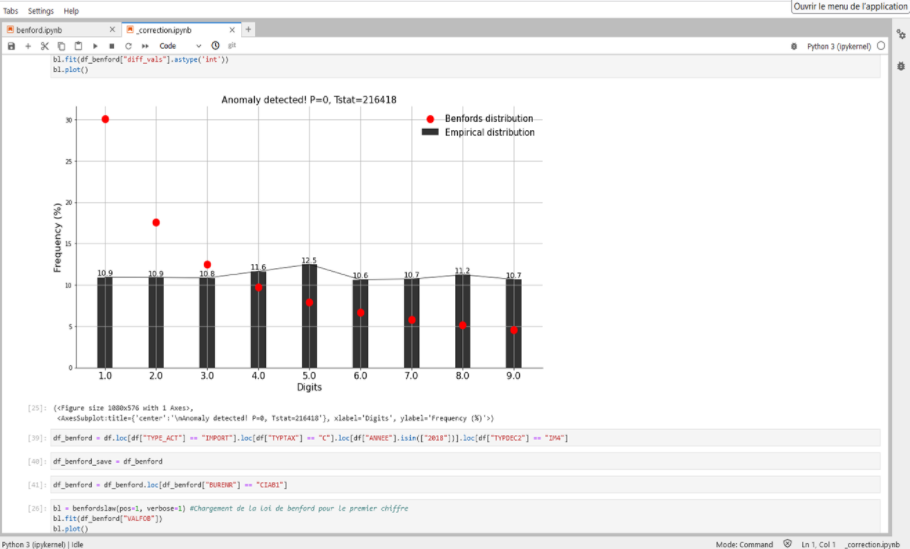 Tabs Settings Help
Ouvrir le menu de l'application
benford.ipynb
_correction.ipynb
Code
Python 3 (ipykernel)
bl.fit(df_benford["diff_vals"].astype('int'))
bl.plot()
Anomaly detected! P=0, Tstat=216418
Benfords distribution
Empirical distribution
Frequency (%)
30
25
20
15
10
5
0
10.9 10.9 10.8 11.6 12.5 10.6 10.7 11.2 10.7
1.0 2.0 3.0 4.0 5.0 6.0 7.0 8.0 9.0
Digits
[25]: (<Figure size 1080x576 with 1 Axes>,
<AxesSubplot:title={'center':'\nAnomaly detected! P=0, Tstat=216418'}, xlabel='Digits', ylabel='Frequency (%)'>)
[39]: df_benford = df.loc[df["TYPE_ACT"] == "IMPORT"].loc[df["TYPTAX"] == "C"].loc[df["ANNEE"].isin(["2018"])].loc[df["TYPDEC2"] == "IM4"]
[40]: df_benford_save = df_benford
[41]: df_benford = df_benford.loc[df_benford["BURENR"] == "CIAB1"]
[26]: bl = benfordslaw(pos=1, verbose=1) #Chargement de la loi de benford pour le premier chiffre
bl.fit(df_benford["VALFOB"])
bl.plot()
Python 3 (ipykernel) | Idle
Mode: Command
Ln 1, Col 1
_correction.ipynb